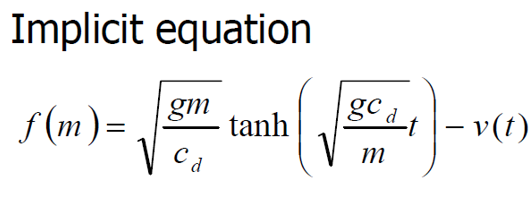 Implicit equation
f(m) = √(gm/c_d) tanh(√(gc_d/m) t) − v(t)